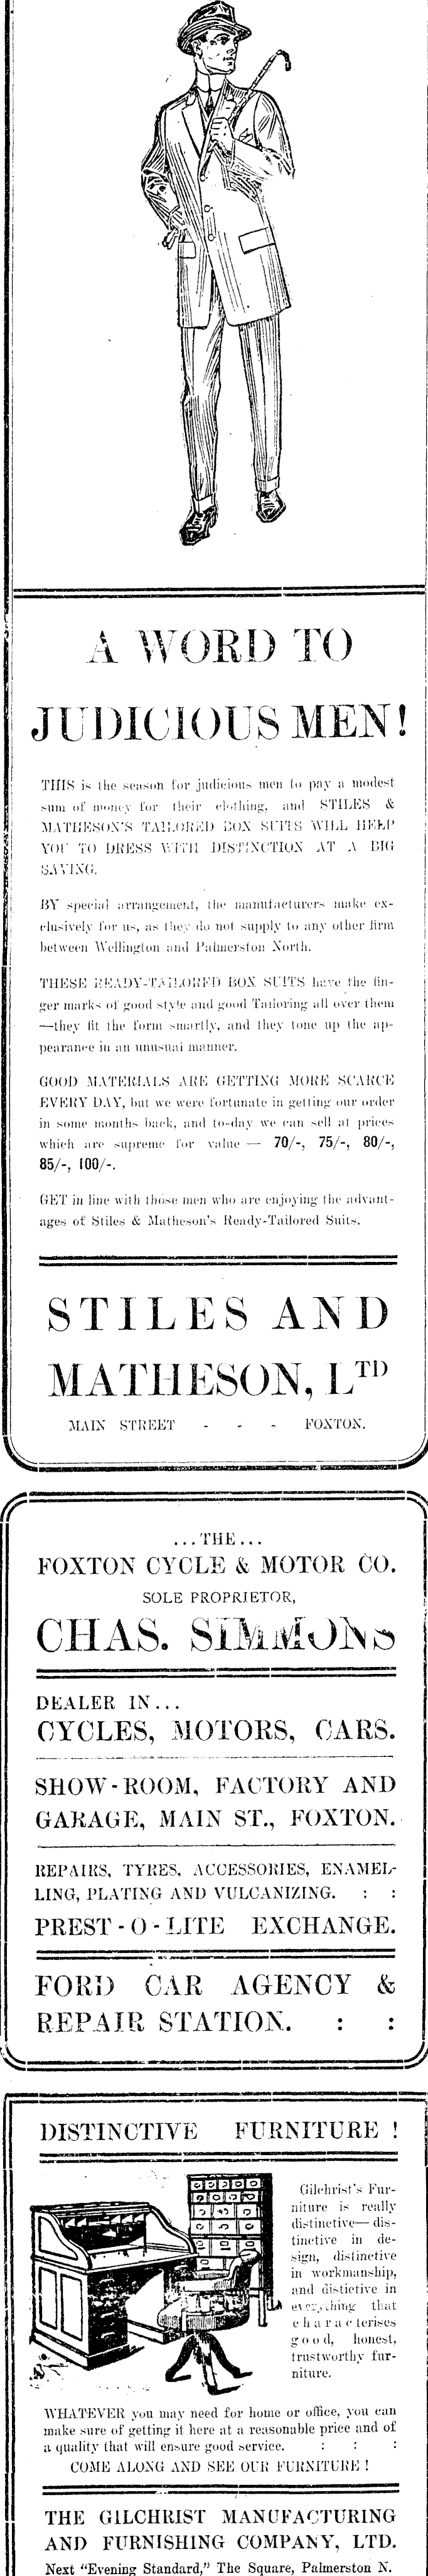 A WORD TO
JUDICIOUS MEN!
THIS is the season for judicious men to pay a modest
sum of money for their clothing, and STILES &
MATHESON'S TAILORED BOX SUITS WILL HELP
YOU TO DRESS WITH DISTINCTION AT A BIG
SAVING.
BY special arrangement, the manufacturers make ex-
clusively for us, as they do not supply to any other firm
between Wellington and Palmerston North.
THESE READY-TAILORED BOX SUITS have the fin-
ger marks of good style and good Tailoring all over them
—they fit the form smartly, and they tone up the ap-
pearance in an unusual manner.
GOOD MATERIALS ARE GETTING MORE SCARCE
EVERY DAY, but we were fortunate in getting our order
in some months back, and to-day we can sell at prices
which are supreme for value — 70/-, 75/-, 80/-,
85/-, 100/-.
GET in line with those men who are enjoying the advant-
ages of Stiles & Matheson's Ready-Tailored Suits.
STILES AND
MATHESON, LTD
MAIN STREET - - - FOXTON.
...THE...
FOXTON CYCLE & MOTOR CO.
SOLE PROPRIETOR,
CHAS. SIMMONS
DEALER IN...
CYCLES, MOTORS, CARS.
SHOW-ROOM, FACTORY AND
GARAGE, MAIN ST., FOXTON.
REPAIRS, TYRES, ACCESSORIES, ENAMEL-
LING, PLATING AND VULCANIZING. : :
PREST-O-LITE EXCHANGE.
FORD CAR AGENCY &
REPAIR STATION. : :
DISTINCTIVE FURNITURE !
Gilchrist's Fur-
niture is really
distinctive—dis-
tinctive in de-
sign, distinctive
in workmanship,
and distictive in
everything that
characterises
good, honest,
trustworthy fur-
niture.
WHATEVER you may need for home or office, you can
make sure of getting it here at a reasonable price and of
a quality that will ensure good service. : : :
COME ALONG AND SEE OUR FURNITURE !
THE GILCHRIST MANUFACTURING
AND FURNISHING COMPANY, LTD.
Next "Evening Standard," The Square, Palmerston N.